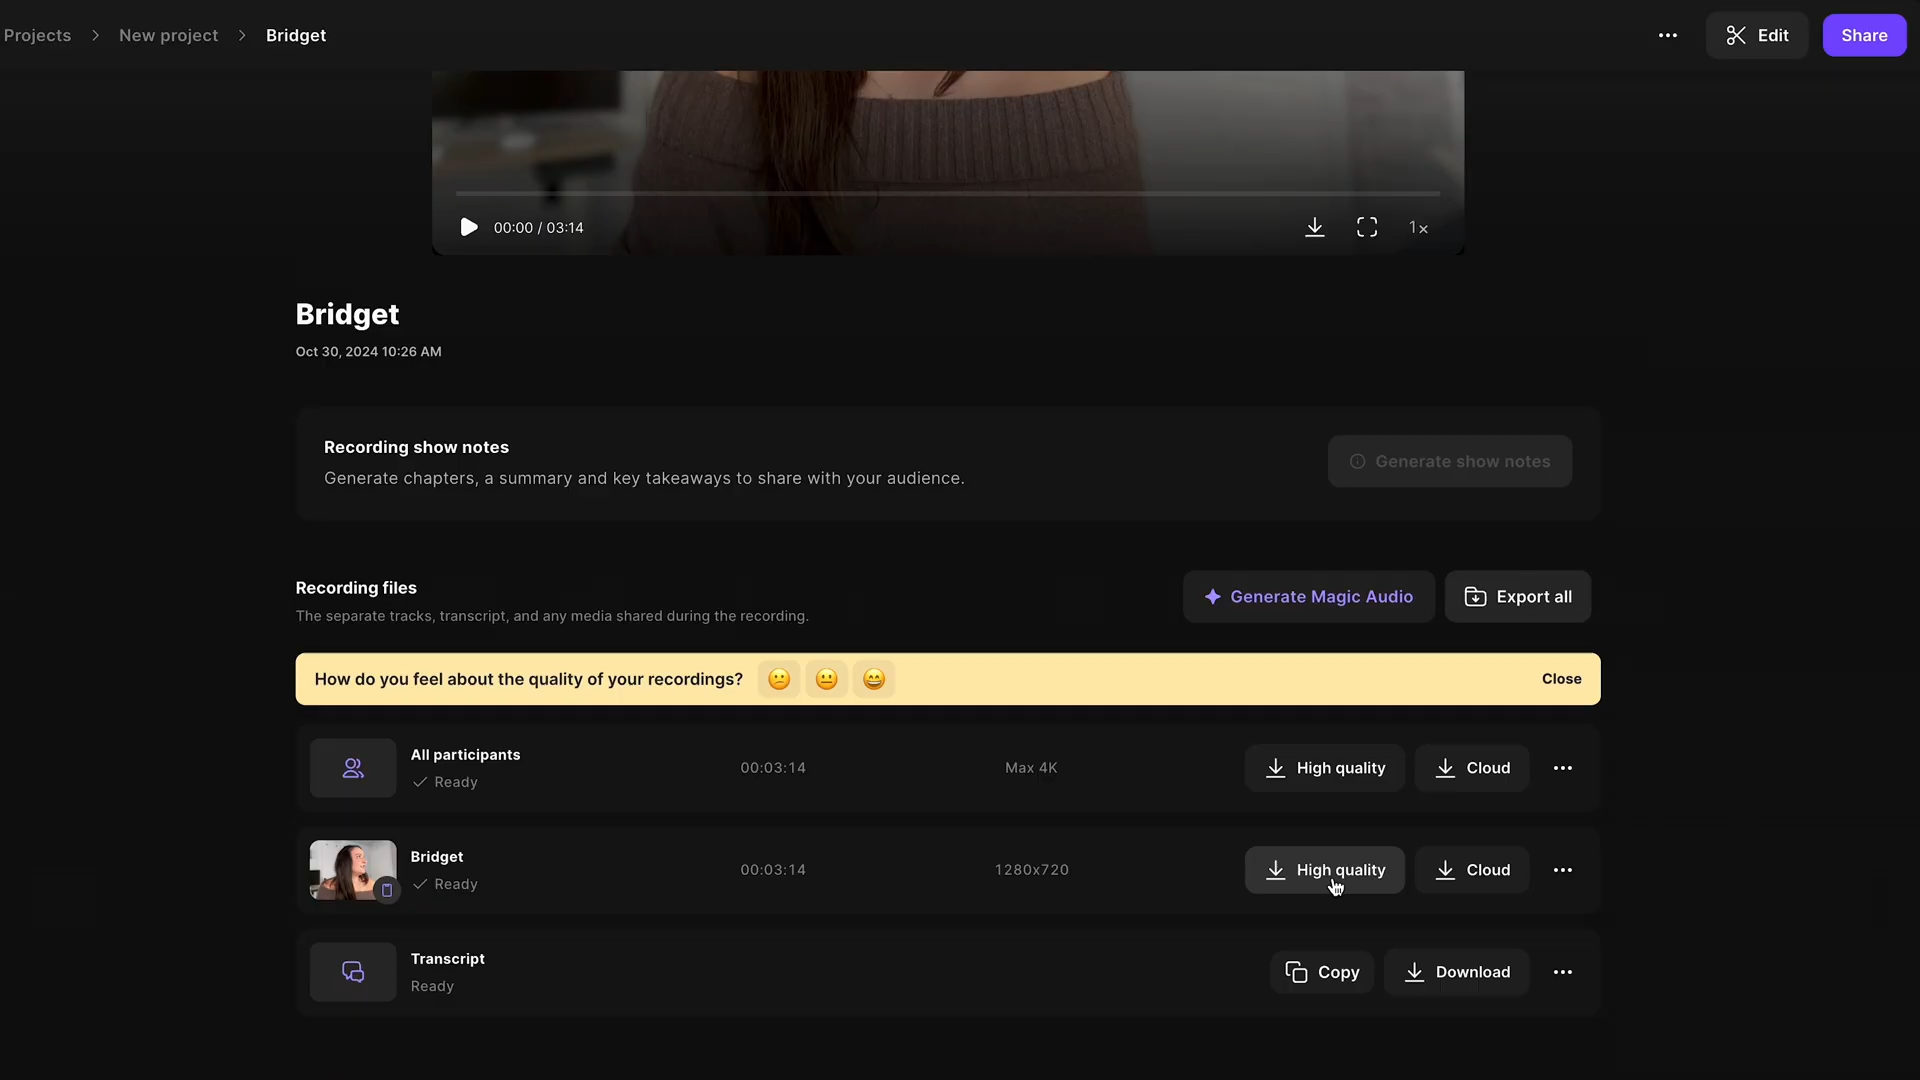 Projects > New project > Bridget
Edit
Share
00:00 / 03:14
1×
Bridget
Oct 30, 2024 10:26 AM
Recording show notes
Generate chapters, a summary and key takeaways to share with your audience.
Generate show notes
Recording files
The separate tracks, transcript, and any media shared during the recording.
Generate Magic Audio
Export all
How do you feel about the quality of your recordings?
Close
All participants
Ready
00:03:14
Max 4K
High quality
Cloud
Bridget
Ready
00:03:14
1280x720
High quality
Cloud
Transcript
Ready
Copy
Download